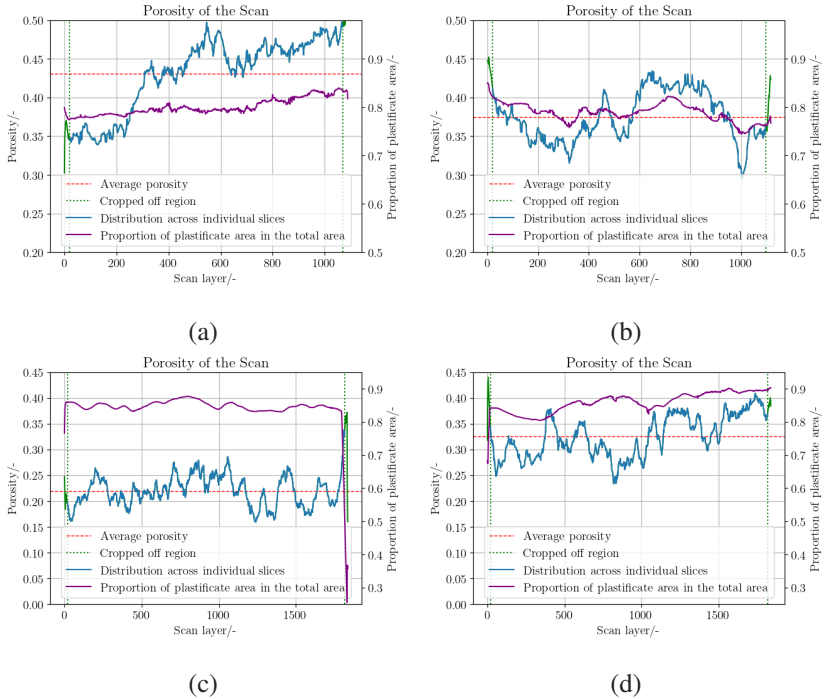 Porosity of the Scan
0.50
0.45
0.40
0.35
0.30
0.25
0.20
Porosity/-
0.9
0.8
0.7
0.6
0.5
Proportion of plastificate area/-
Average porosity
Cropped off region
Distribution across individual slices
Proportion of plastificate area in the total area
0 200 400 600 800 1000
Scan layer/-
(a)
Porosity of the Scan
0.50
0.45
0.40
0.35
0.30
0.25
0.20
Porosity/-
0.9
0.8
0.7
0.6
0.5
Proportion of plastificate area/-
Average porosity
Cropped off region
Distribution across individual slices
Proportion of plastificate area in the total area
0 200 400 600 800 1000
Scan layer/-
(b)
Porosity of the Scan
0.45
0.40
0.35
0.30
0.25
0.20
0.15
0.10
0.05
0.00
Porosity/-
0.9
0.8
0.7
0.6
0.5
0.4
0.3
Proportion of plastificate area/-
Average porosity
Cropped off region
Distribution across individual slices
Proportion of plastificate area in the total area
0 500 1000 1500
Scan layer/-
(c)
Porosity of the Scan
0.45
0.40
0.35
0.30
0.25
0.20
0.15
0.10
0.05
0.00
Porosity/-
0.9
0.8
0.7
0.6
0.5
0.4
0.3
Proportion of plastificate area/-
Average porosity
Cropped off region
Distribution across individual slices
Proportion of plastificate area in the total area
0 500 1000 1500
Scan layer/-
(d)